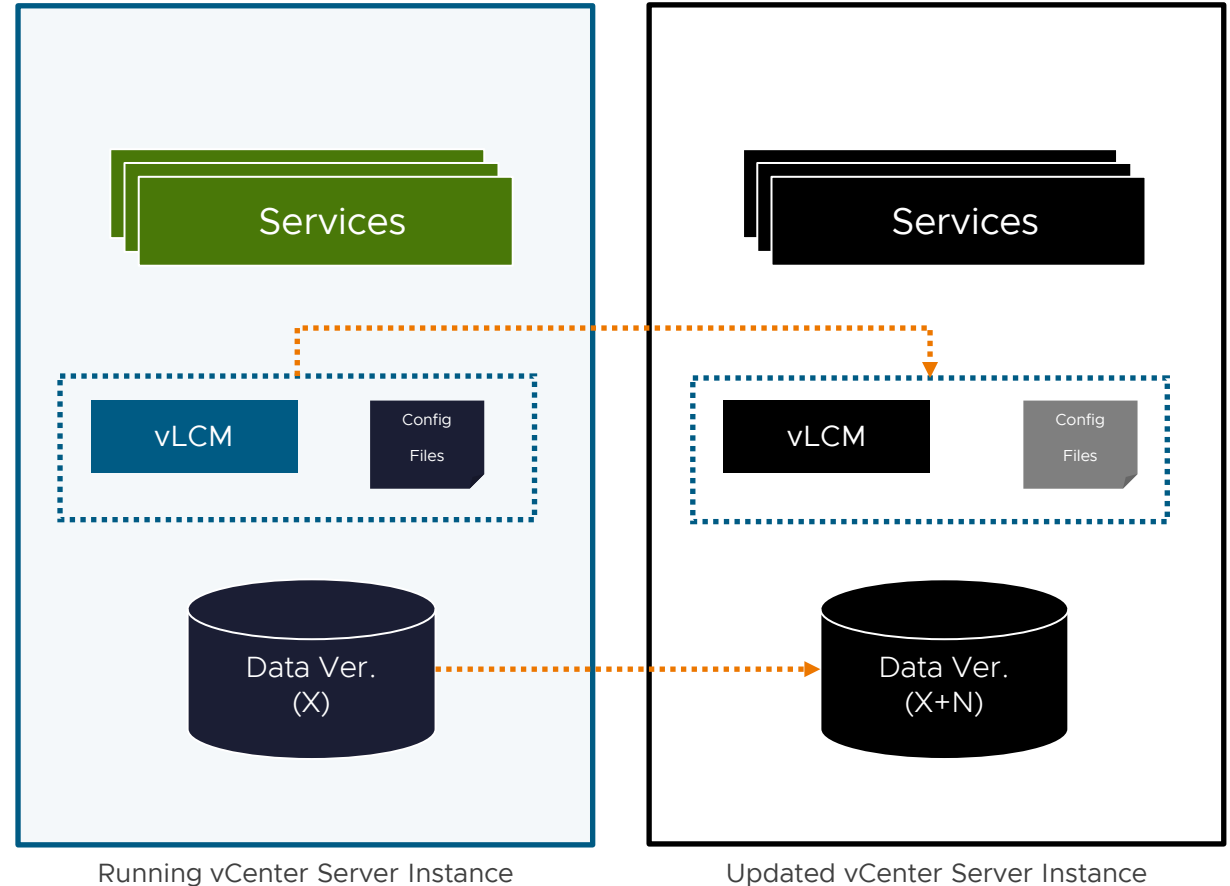 Services
vLCM
Config
Files
Data Ver.
(X)
Running vCenter Server Instance
Services
vLCM
Config
Files
Data Ver.
(X+N)
Updated vCenter Server Instance